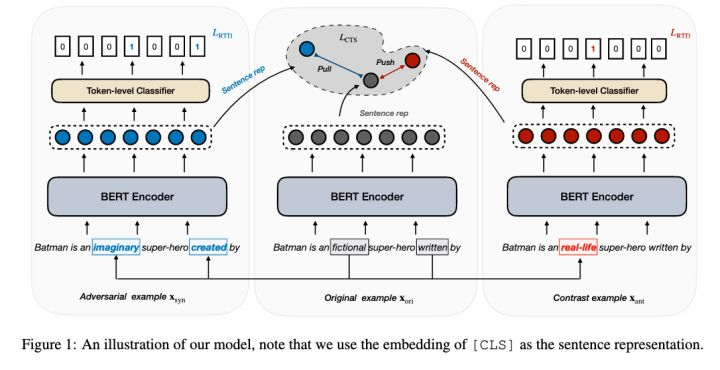 L_RTD
0 0 0 1 0 0 1
Token-level Classifier
BERT Encoder
Batman is an imaginary super-hero created by
Adversarial example x_syn
Sentence rep
L_CTS
Pull
Push
Sentence rep
BERT Encoder
Batman is an fictional super-hero written by
Original example x_ori
Sentence rep
L_RTD
0 0 0 1 0 0 0
Token-level Classifier
BERT Encoder
Batman is an real-life super-hero written by
Contrast example x_ant
Figure 1: An illustration of our model, note that we use the embedding of [CLS] as the sentence representation.